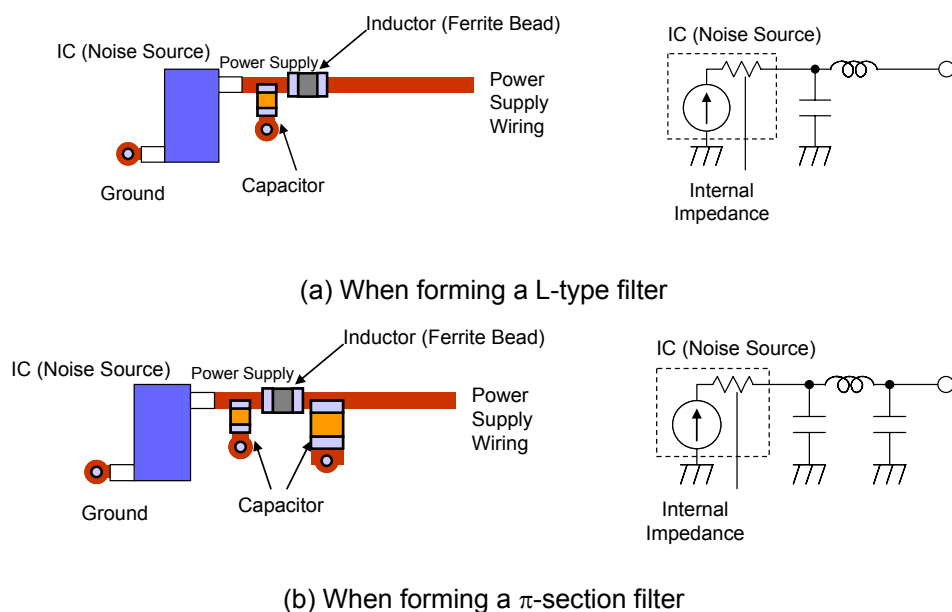 Inductor (Ferrite Bead)
IC (Noise Source)
Power Supply
Power
Supply
Wiring
Capacitor
Ground
IC (Noise Source)
Internal
Impedance
(a) When forming a L-type filter
Inductor (Ferrite Bead)
IC (Noise Source)
Power Supply
Power
Supply
Wiring
Capacitor
Ground
IC (Noise Source)
Internal
Impedance
(b) When forming a π-section filter